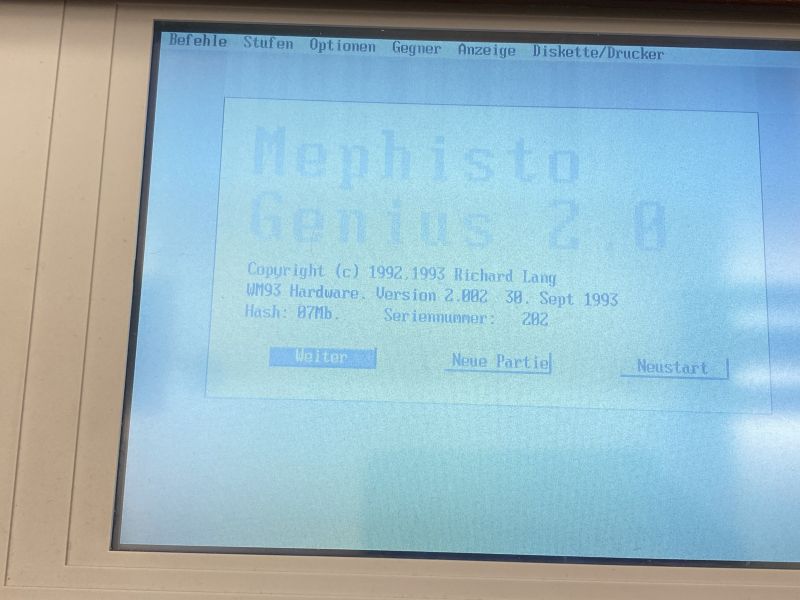 Befehle Stufen Optionen Gegner Anzeige Diskette/Drucker
Mephisto
Genius 2.0
Copyright (c) 1992,1993 Richard Lang
WM93 Hardware. Version 2.002 30. Sept 1993
Hash: 07Mb. Seriennummer: 202
Weiter Neue Partie Neustart